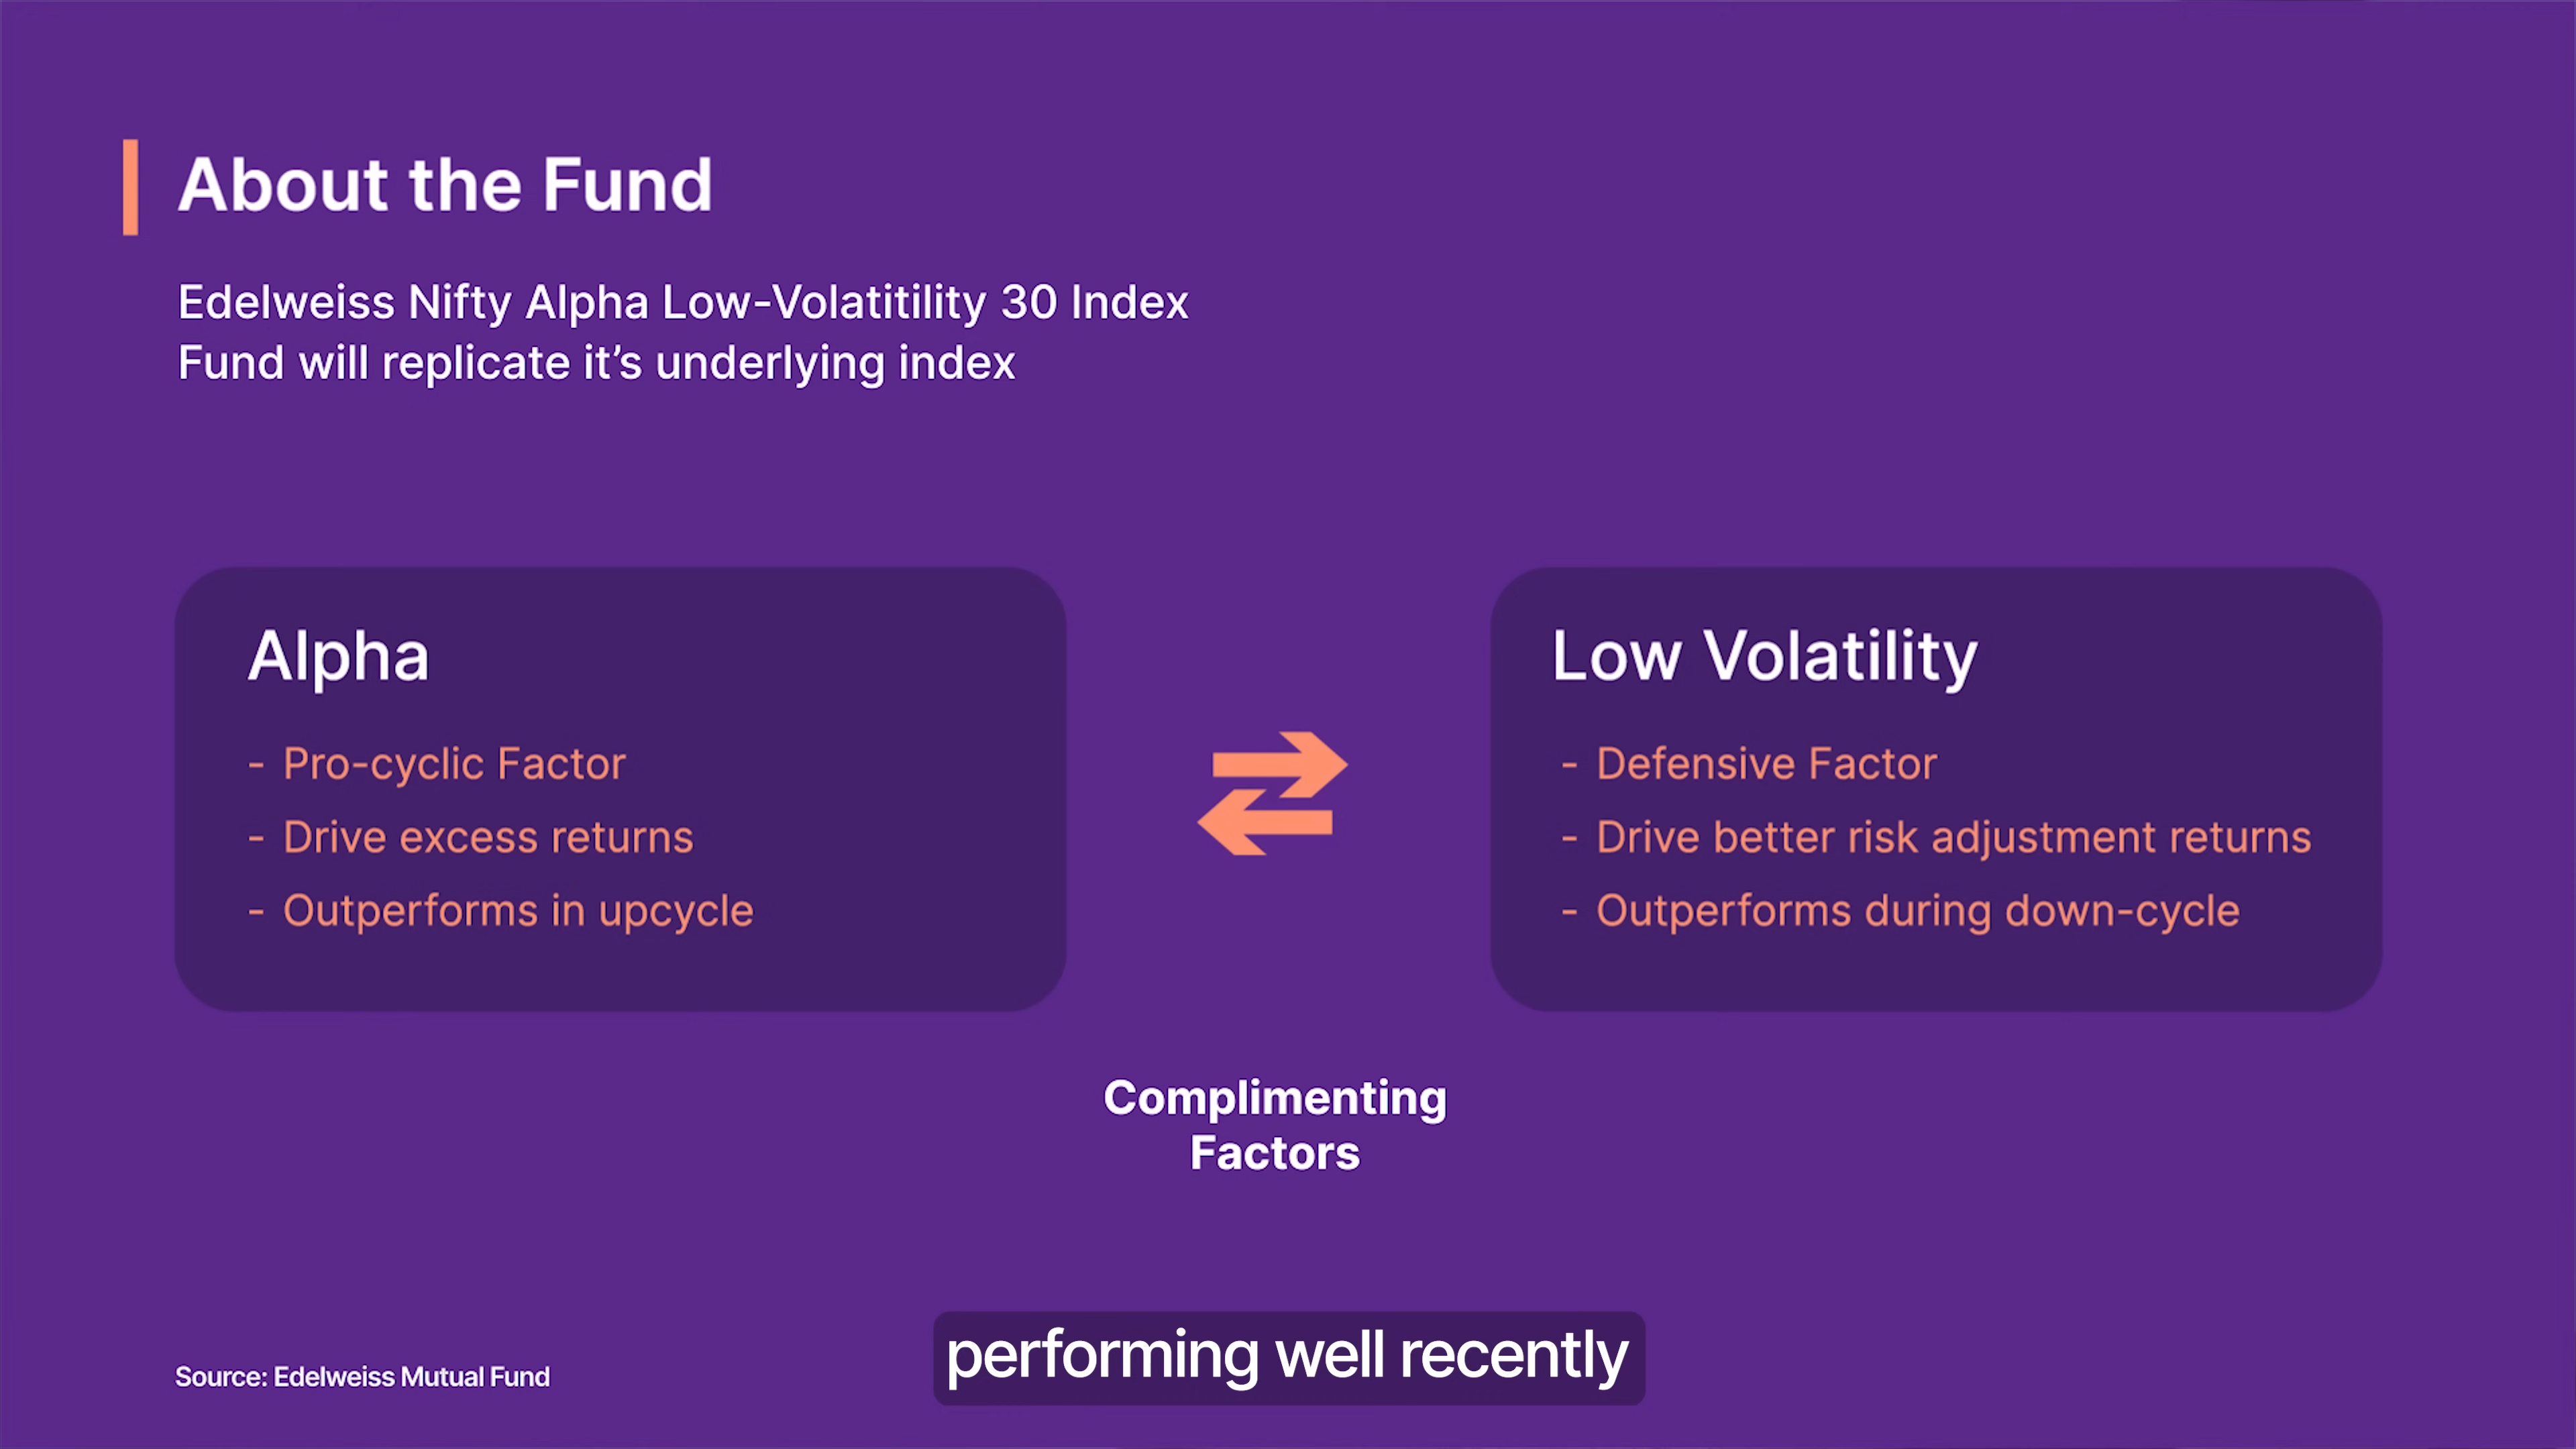 About the Fund
Edelweiss Nifty Alpha Low-Volatitility 30 Index
Fund will replicate it’s underlying index
Alpha
- Pro-cyclic Factor
- Drive excess returns
- Outperforms in upcycle
Low Volatility
- Defensive Factor
- Drive better risk adjustment returns
- Outperforms during down-cycle
Complimenting
Factors
performing well recently
Source: Edelweiss Mutual Fund